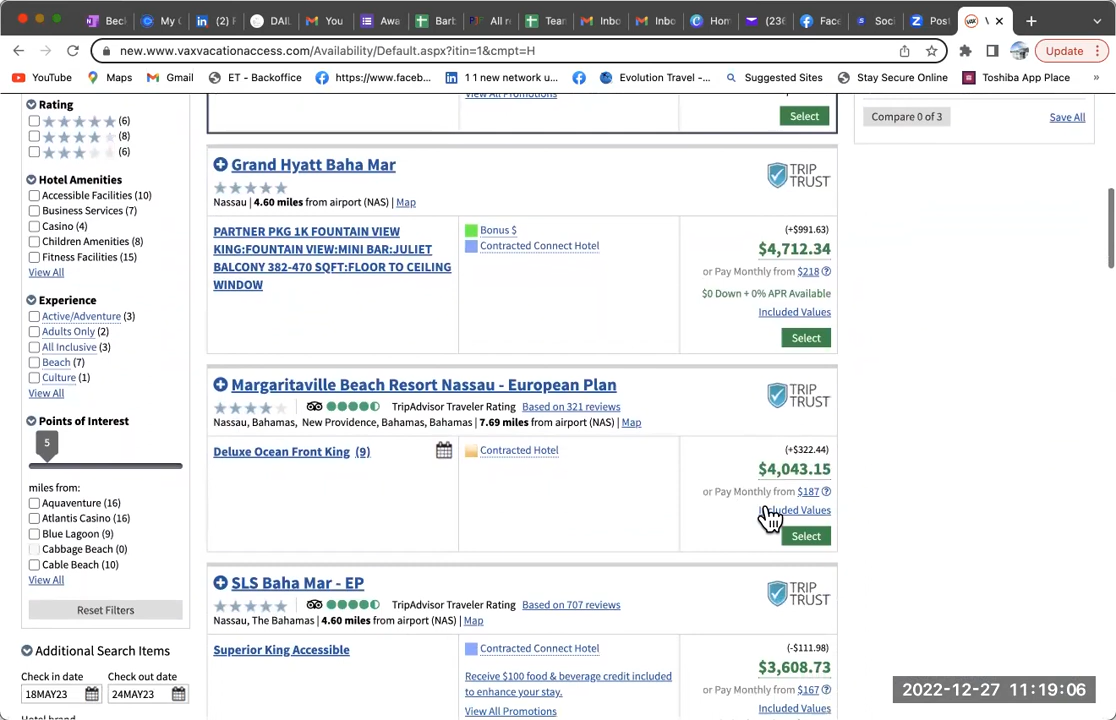 Becl
My C
(2) F
DAIL
You
Awa
Barb
All re
Tean
Inbo
Inbo
Hom
(236
Face
Soci
Post
V
new.vaxvacationaccess.com/Availability/Default.aspx?itin=1&cmpt=H
Update
YouTube
Maps
Gmail
ET - Backoffice
https://www.faceb...
1 1 new network u...
Evolution Travel -...
Suggested Sites
Stay Secure Online
Toshiba App Place
»
Rating
(6)
(8)
(6)
Hotel Amenities
Accessible Facilities (10)
Business Services (7)
Casino (4)
Children Amenities (8)
Fitness Facilities (15)
View All
Experience
Active/Adventure (3)
Adults Only (2)
All Inclusive (3)
Beach (7)
Culture (1)
View All
Points of Interest
5
miles from:
Aquaventure (16)
Atlantis Casino (16)
Blue Lagoon (9)
Cabbage Beach (0)
Cable Beach (10)
View All
Reset Filters
Additional Search Items
Check in date
Check out date
18MAY23
24MAY23
Hotel brand
View All Promotions
Select
Grand Hyatt Baha Mar
TRIP TRUST
Nassau | 4.60 miles from airport (NAS) | Map
PARTNER PKG 1K FOUNTAIN VIEW
KING:FOUNTAIN VIEW:MINI BAR:JULIET
BALCONY 382-470 SQFT:FLOOR TO CEILING
WINDOW
Bonus $
Contracted Connect Hotel
(+$991.63)
$4,712.34
or Pay Monthly from $218
$0 Down + 0% APR Available
Included Values
Select
Margaritaville Beach Resort Nassau - European Plan
TRIP TRUST
TripAdvisor Traveler Rating Based on 321 reviews
Nassau, Bahamas, New Providence, Bahamas, Bahamas | 7.69 miles from airport (NAS) | Map
Deluxe Ocean Front King (9)
Contracted Hotel
(+$322.44)
$4,043.15
or Pay Monthly from $187
Included Values
Select
SLS Baha Mar - EP
TRIP TRUST
TripAdvisor Traveler Rating Based on 707 reviews
Nassau, The Bahamas | 4.60 miles from airport (NAS) | Map
Superior King Accessible
Contracted Connect Hotel
Receive $100 food & beverage credit included
to enhance your stay.
View All Promotions
(-$111.98)
$3,608.73
or Pay Monthly from $167
Included Values
Compare 0 of 3
Save All
2022-12-27 11:19:06